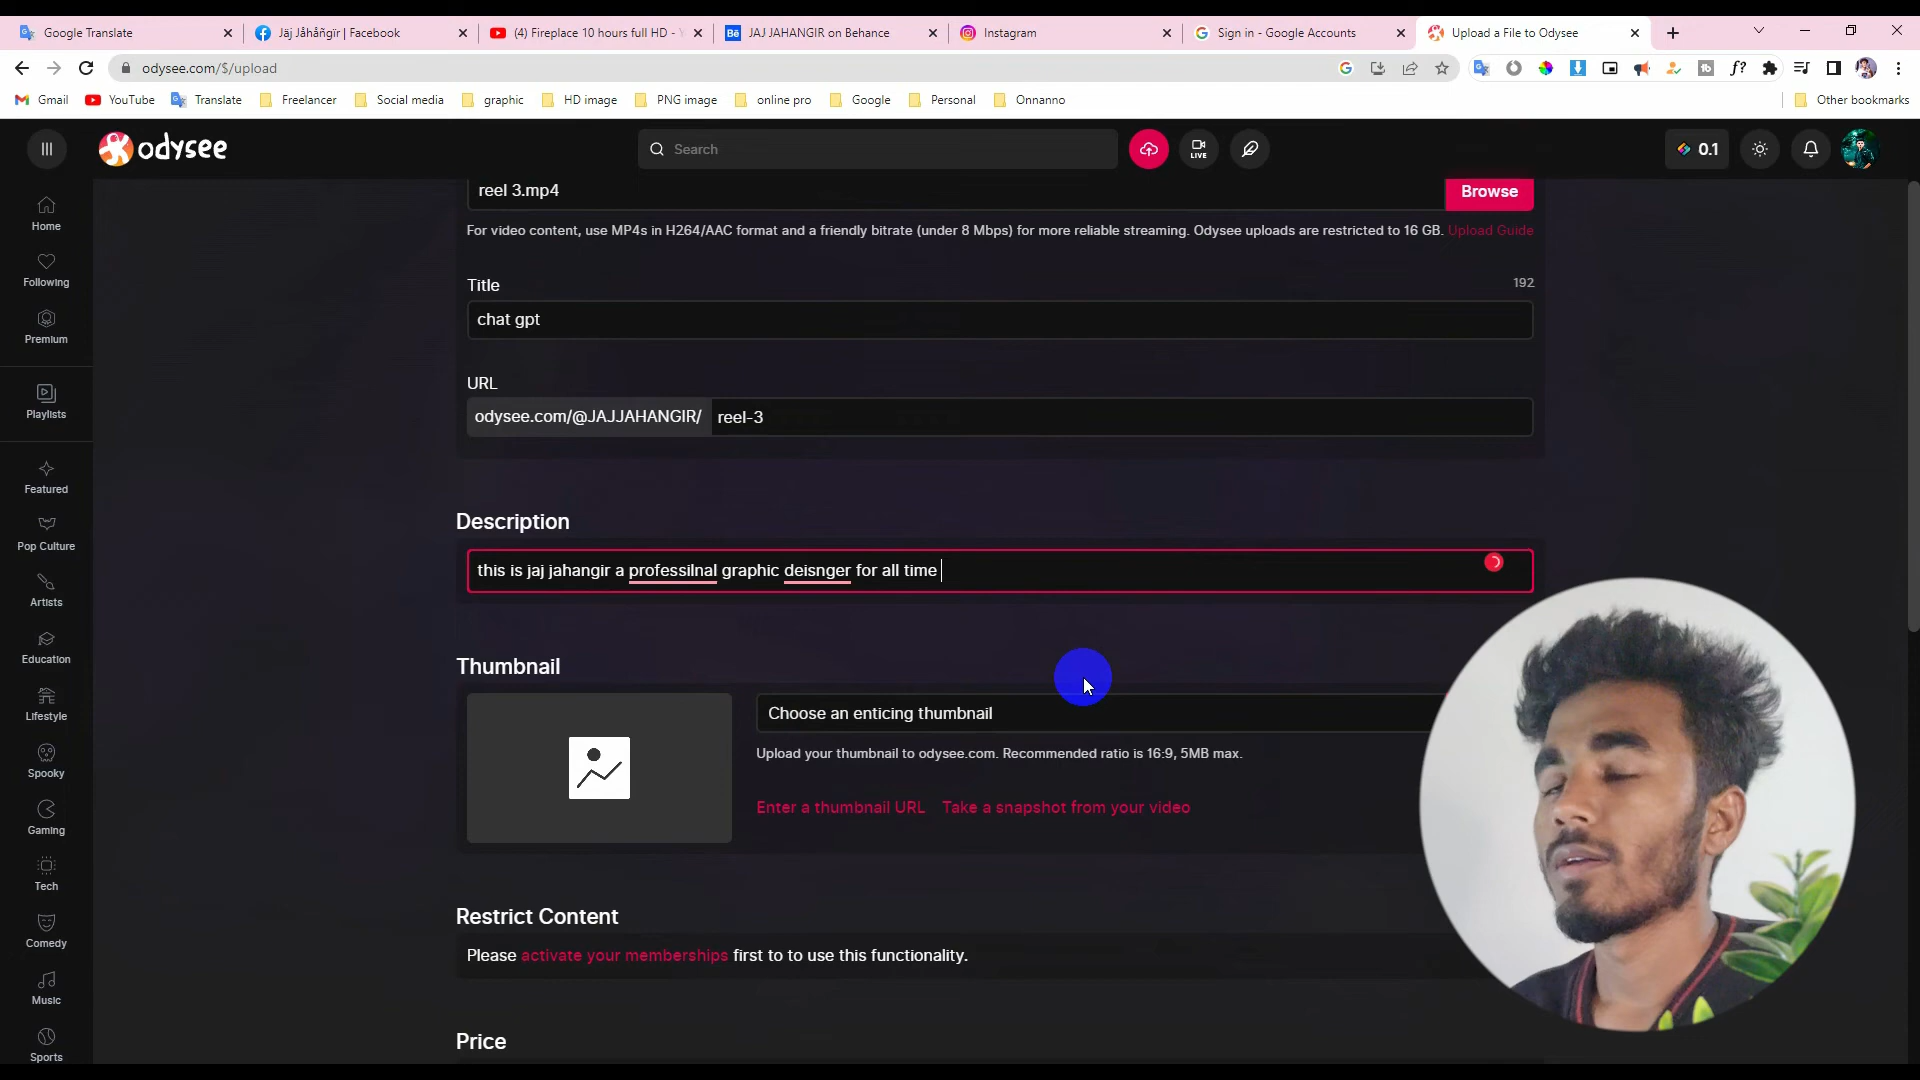 Google Translate
Jäj Jåhåñgïr | Facebook
(4) Fireplace 10 hours full HD -
JAJ JAHANGIR on Behance
Instagram
Sign in - Google Accounts
Upload a File to Odysee
odysee.com/$/upload
Gmail
YouTube
Translate
Freelancer
Social media
graphic
HD image
PNG image
online pro
Google
Personal
Onnanno
Other bookmarks
odysee
Search
LIVE
0.1
Home
Following
Premium
Playlists
Featured
Pop Culture
Artists
Education
Lifestyle
Spooky
Gaming
Tech
Comedy
Music
Sports
reel 3.mp4
Browse
For video content, use MP4s in H264/AAC format and a friendly bitrate (under 8 Mbps) for more reliable streaming. Odysee uploads are restricted to 16 GB. Upload Guide
Title
192
chat gpt
URL
odysee.com/@JAJJAHANGIR/
reel-3
Description
this is jaj jahangir a professilnal graphic deisnger for all time
Thumbnail
Choose an enticing thumbnail
Upload your thumbnail to odysee.com. Recommended ratio is 16:9, 5MB max.
Enter a thumbnail URL
Take a snapshot from your video
Restrict Content
Please activate your memberships first to to use this functionality.
Price